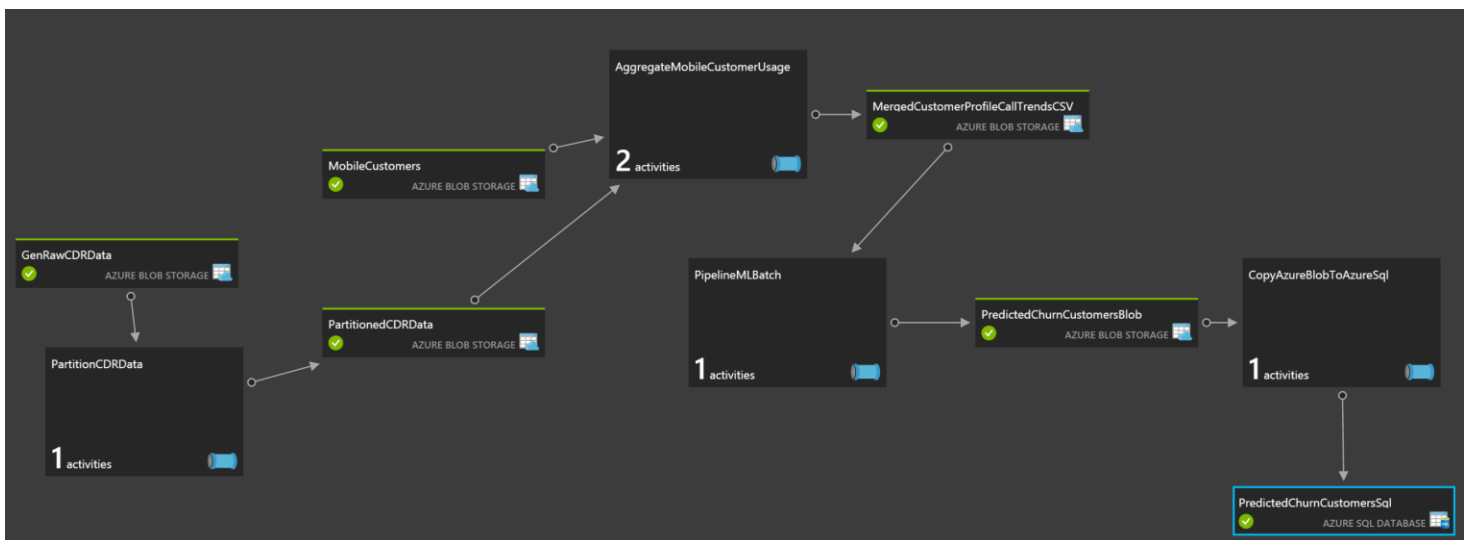 AggregateMobileCustomerUsage
2 activities
MergedCustomerProfileCallTrendsCSV
AZURE BLOB STORAGE
MobileCustomers
AZURE BLOB STORAGE
GenRawCDRData
AZURE BLOB STORAGE
PartitionedCDRData
AZURE BLOB STORAGE
PartitionCDRData
1 activities
PipelineMLBatch
1 activities
PredictedChurnCustomersBlob
AZURE BLOB STORAGE
CopyAzureBlobToAzureSql
1 activities
PredictedChurnCustomersSql
AZURE SQL DATABASE